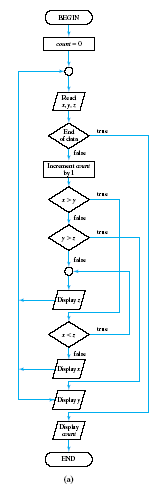 BEGIN
count = 0
Read
x, y, z
End
of data
true
false
Increment count
by 1
x > y
true
false
y > z
true
false
Display z
x < z
true
false
Display x
Display y
Display
count
END
(a)